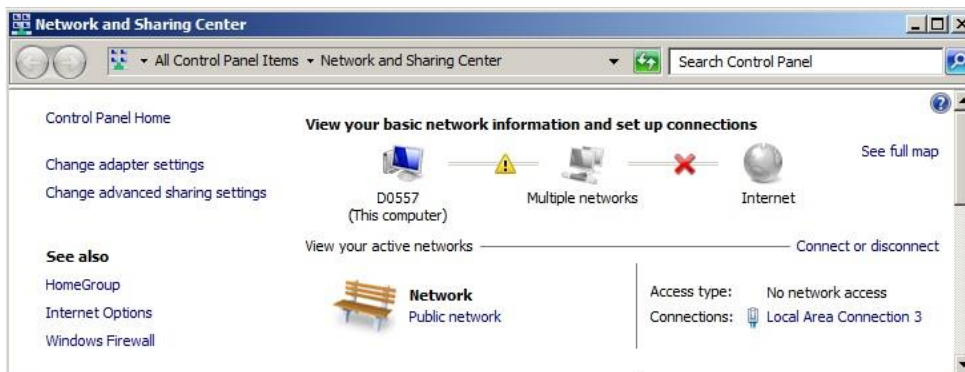 Network and Sharing Center
All Control Panel Items Network and Sharing Center
Search Control Panel
Control Panel Home
Change adapter settings
Change advanced sharing settings
See also
HomeGroup
Internet Options
Windows Firewall
View your basic network information and set up connections
See full map
D0557
(This computer)
Multiple networks
Internet
View your active networks
Connect or disconnect
Network
Public network
Access type: No network access
Connections: Local Area Connection 3